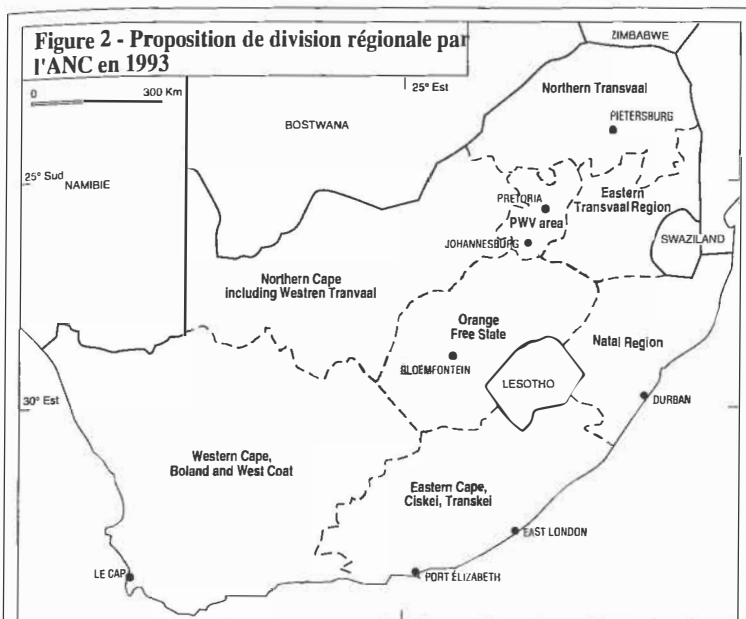 Figure 2 - Proposition de division régionale par
l'ANC en 1993
0 300 Km
25° Est
ZIMBABWE
Northern Transvaal
PIETERSBURG
BOSTWANA
25° Sud
NAMIBIE
PRETORIA
PWV area
Eastern
Transvaal Region
JOHANNESBURG
SWAZILAND
Northern Cape
including Westren Tranvaal
Orange
Free State
Natal Region
BLOEMFONTEIN
LESOTHO
DURBAN
30° Est
Western Cape,
Boland and West Coat
Eastern Cape,
Ciskei, Transkei
EAST LONDON
LE CAP
PORT ÉLIZABETH